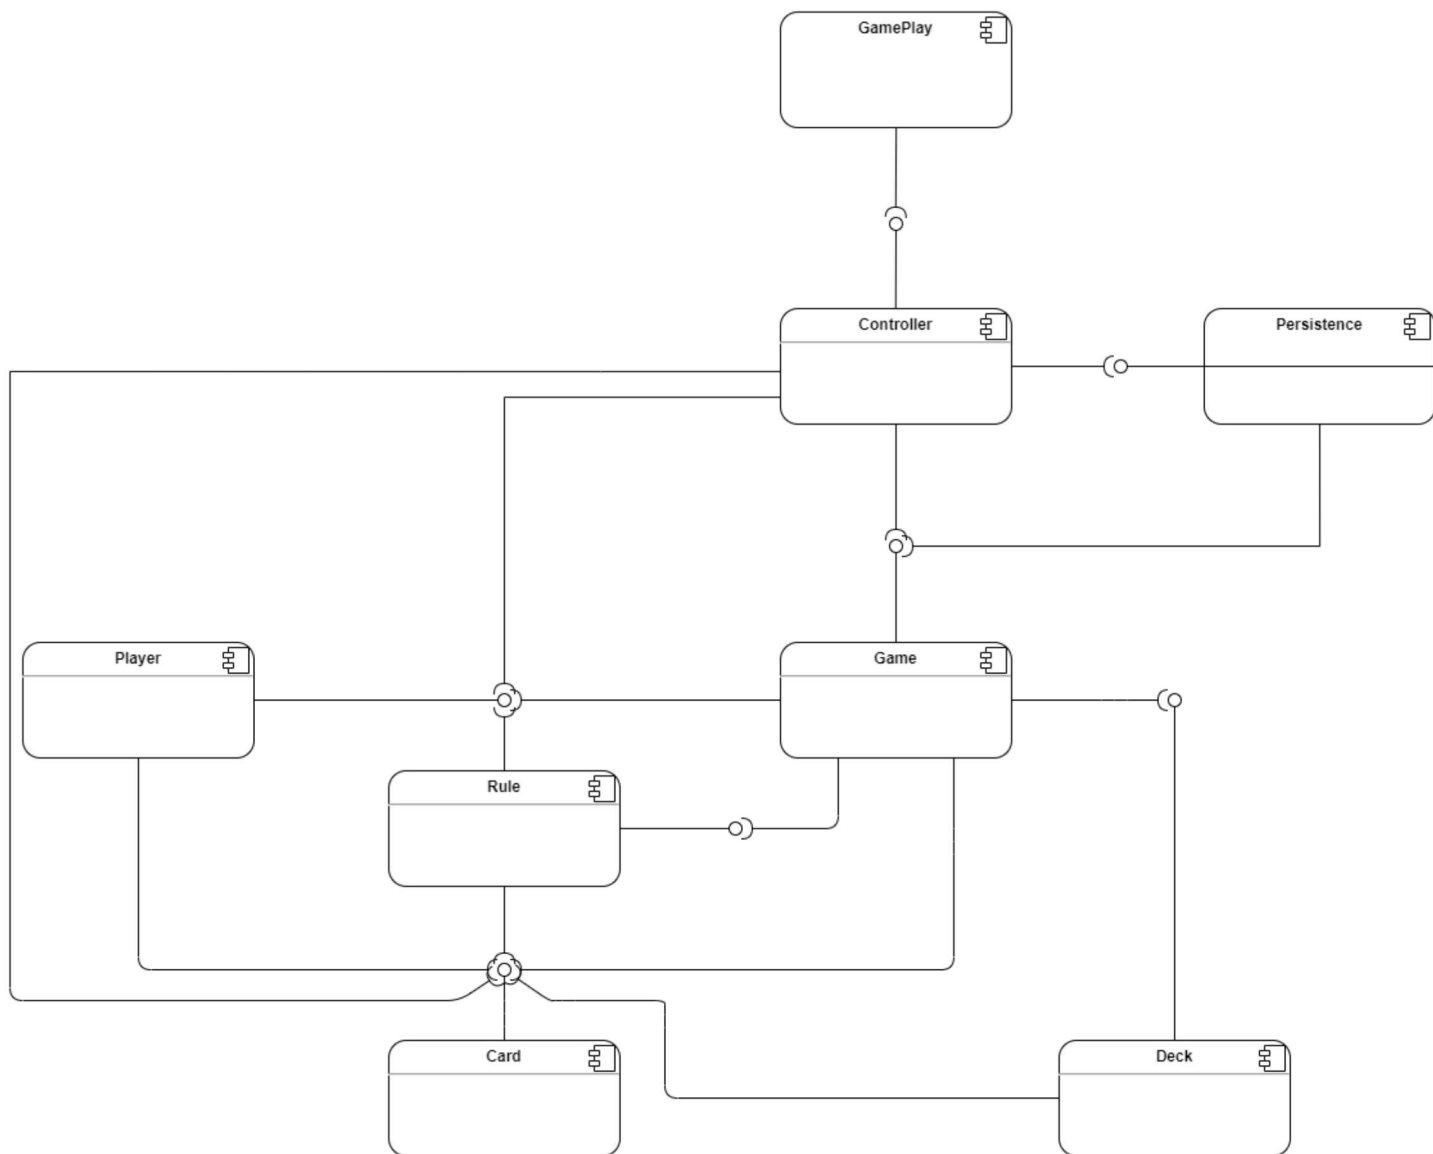 GamePlay
Controller
Persistence
Player
Game
Rule
Card
Deck